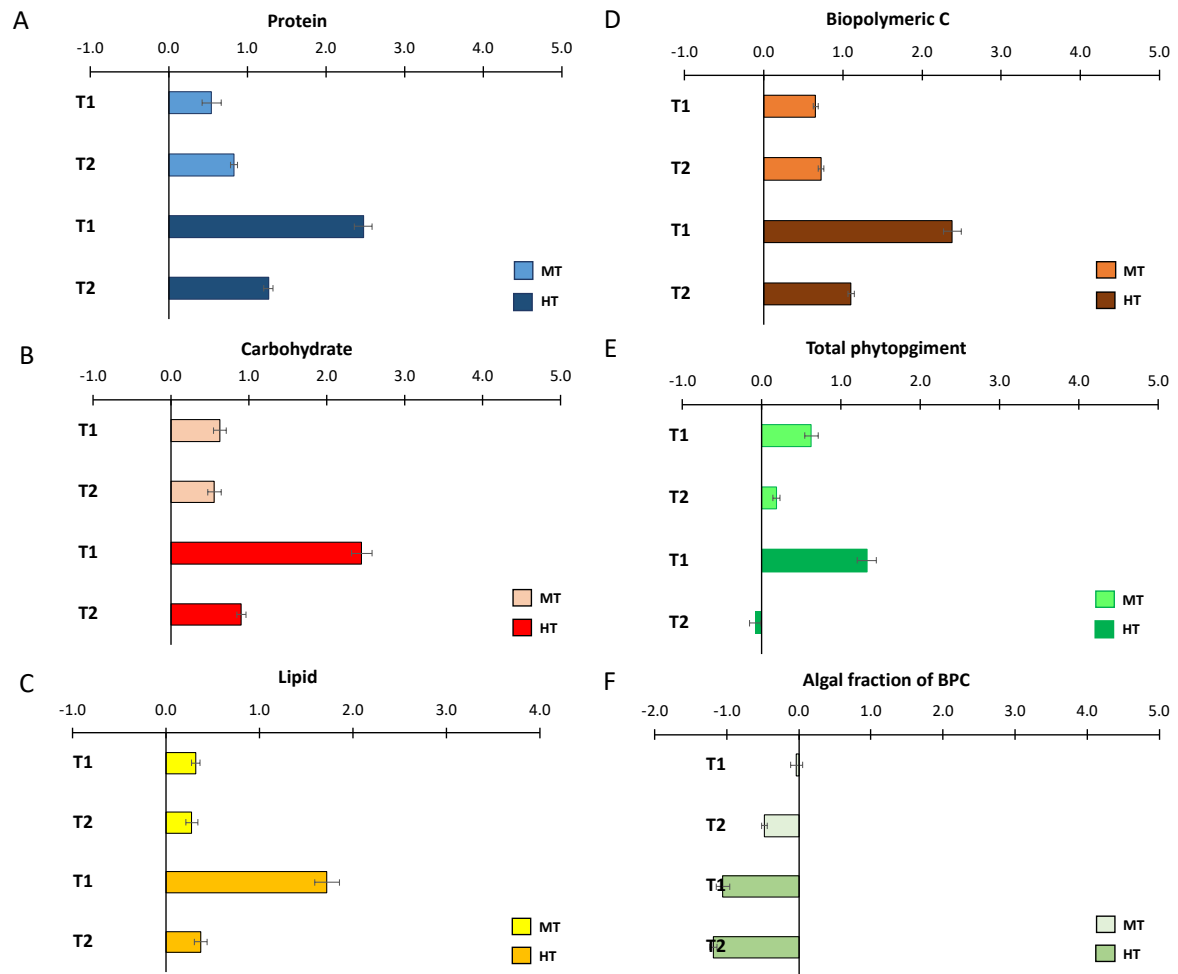 A
Protein
-1.0 0.0 1.0 2.0 3.0 4.0 5.0
T1
T2
T1
T2
MT
HT
B
Carbohydrate
-1.0 0.0 1.0 2.0 3.0 4.0 5.0
T1
T2
T1
T2
MT
HT
C
Lipid
-1.0 0.0 1.0 2.0 3.0 4.0
T1
T2
T1
T2
MT
HT
D
Biopolymeric C
-1.0 0.0 1.0 2.0 3.0 4.0 5.0
T1
T2
T1
T2
MT
HT
E
Total phytopgiment
-1.0 0.0 1.0 2.0 3.0 4.0 5.0
T1
T2
T1
T2
MT
HT
F
Algal fraction of BPC
-2.0 -1.0 0.0 1.0 2.0 3.0 4.0 5.0
T1
T2
T1
T2
MT
HT